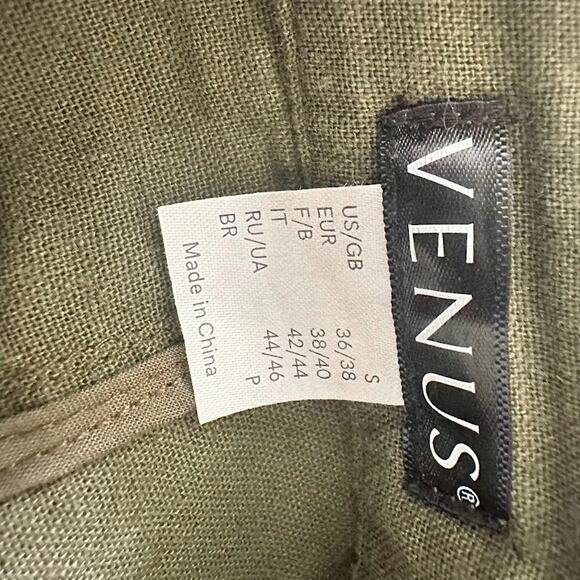 VENUS®
US/GB S
EUR 36/38
F/B 38/40
IT 42/44
RU/UA 44/46
BR P
Made in China